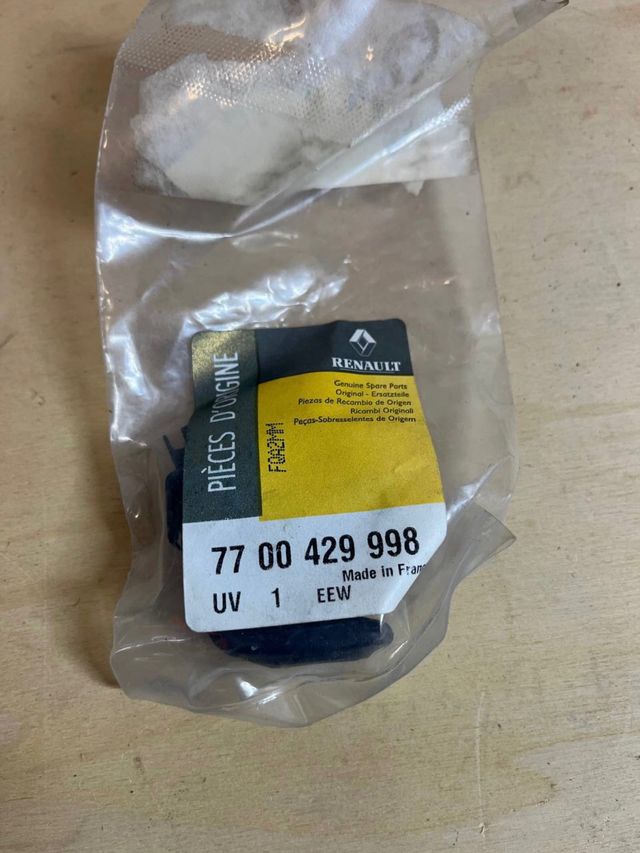 PIÈCES D'ORIGINE
RENAULT
Genuine Spare Parts
Original - Ersatzteile
Piezas de Recambio de Origen
Ricambi Originali
Peças-Sobresselentes de Origem
FQA2MM
77 00 429 998
Made in Fran
UV 1 EEW